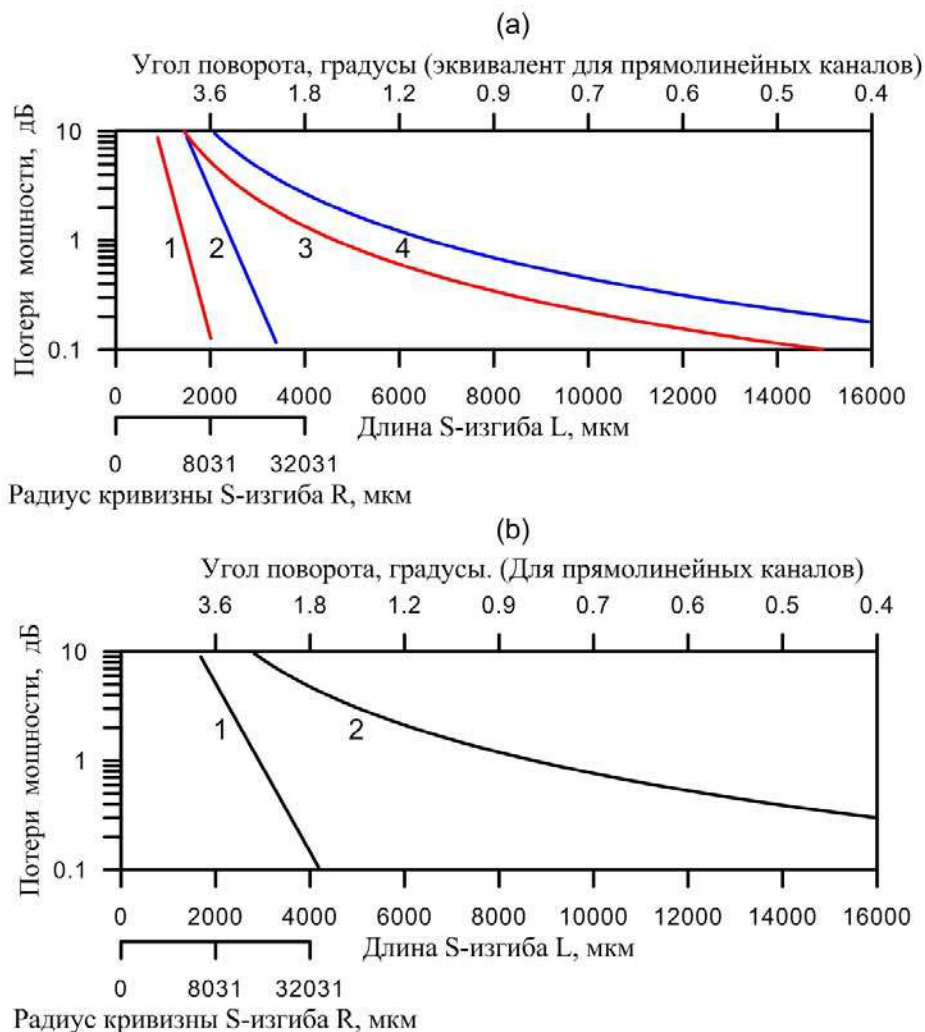 (a)
Угол поворота, градусы (эквивалент для прямолинейных каналов)
3.6 1.8 1.2 0.9 0.7 0.6 0.5 0.4
Потери мощности, дБ
10
1
0.1
1 2 3 4
0 2000 4000 6000 8000 10000 12000 14000 16000
Длина S-изгиба L, мкм
0 8031 32031
Радиус кривизны S-изгиба R, мкм
(b)
Угол поворота, градусы. (Для прямолинейных каналов)
3.6 1.8 1.2 0.9 0.7 0.6 0.5 0.4
Потери мощности, дБ
10
1
0.1
1 2
0 2000 4000 6000 8000 10000 12000 14000 16000
Длина S-изгиба L, мкм
0 8031 32031
Радиус кривизны S-изгиба R, мкм